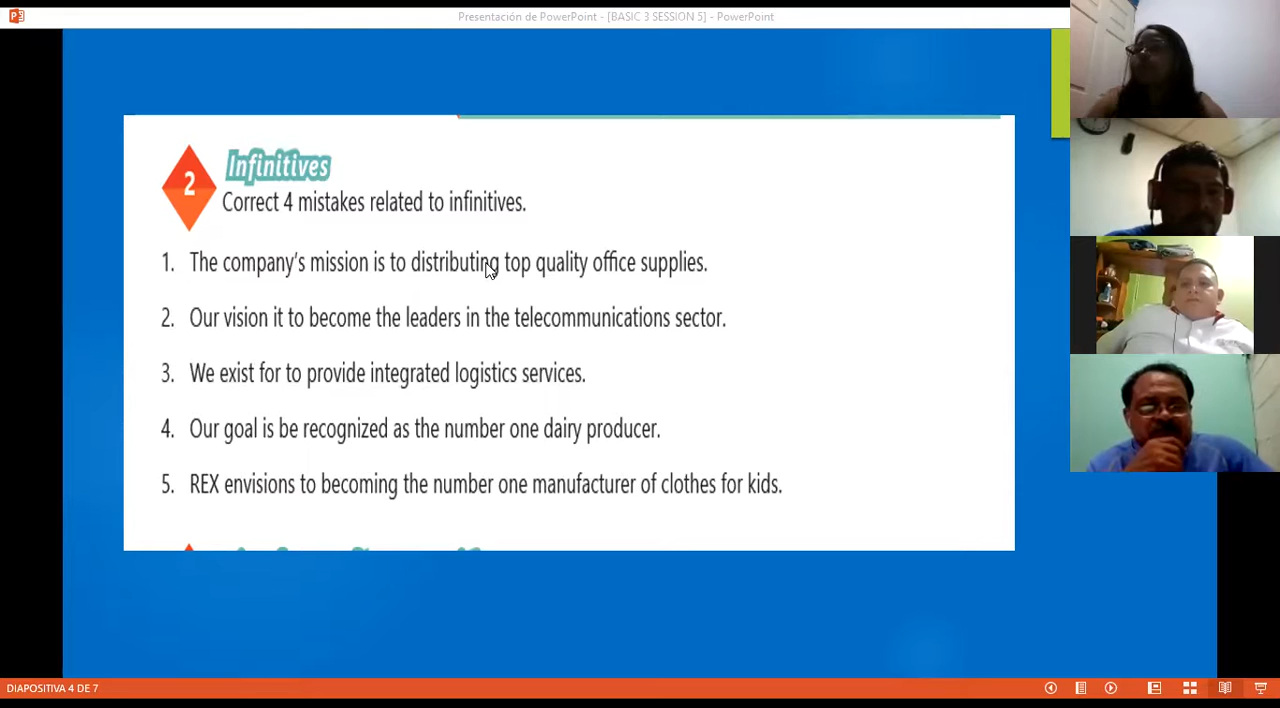 Presentación de PowerPoint - [BASIC 3 SESSION 5] - PowerPoint
2
Infinitives
Correct 4 mistakes related to infinitives.
1. The company's mission is to distributing top quality office supplies.
2. Our vision it to become the leaders in the telecommunications sector.
3. We exist for to provide integrated logistics services.
4. Our goal is be recognized as the number one dairy producer.
5. REX envisions to becoming the number one manufacturer of clothes for kids.
DIAPOSITIVA 4 DE 7